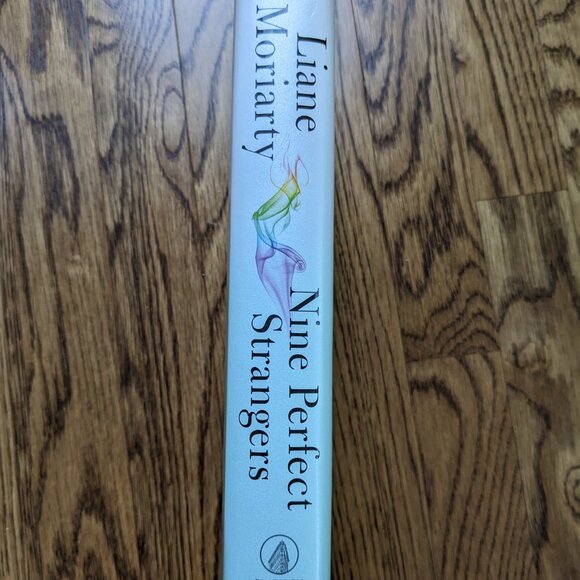 Liane
Moriarty
Nine Perfect
Strangers